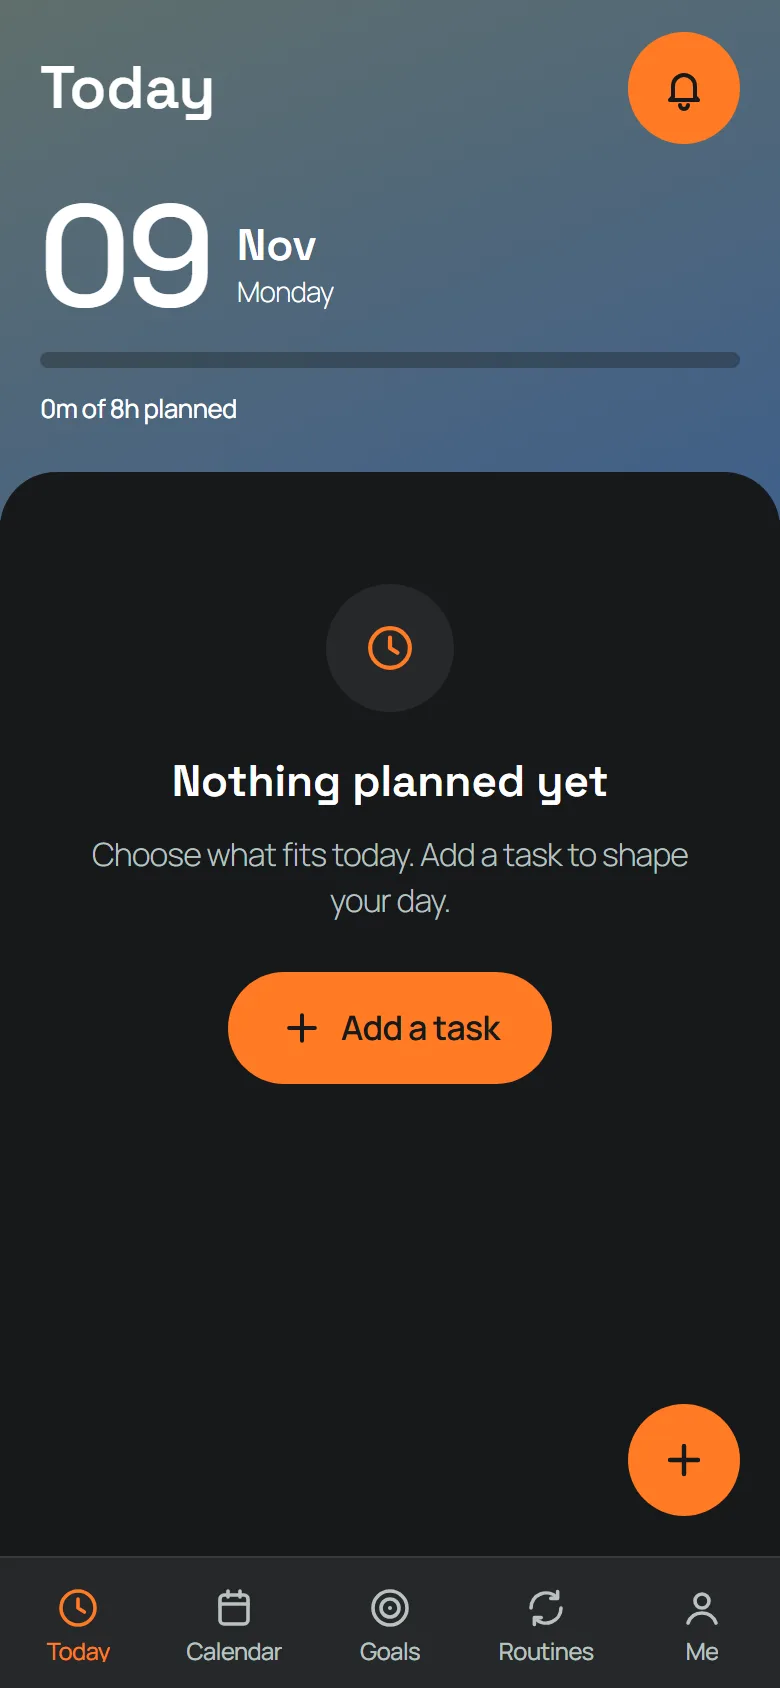 Today
09
Nov
Monday
0m of 8h planned
Nothing planned yet
Choose what fits today. Add a task to shape
your day.
Add a task
Today
Calendar
Goals
Routines
Me